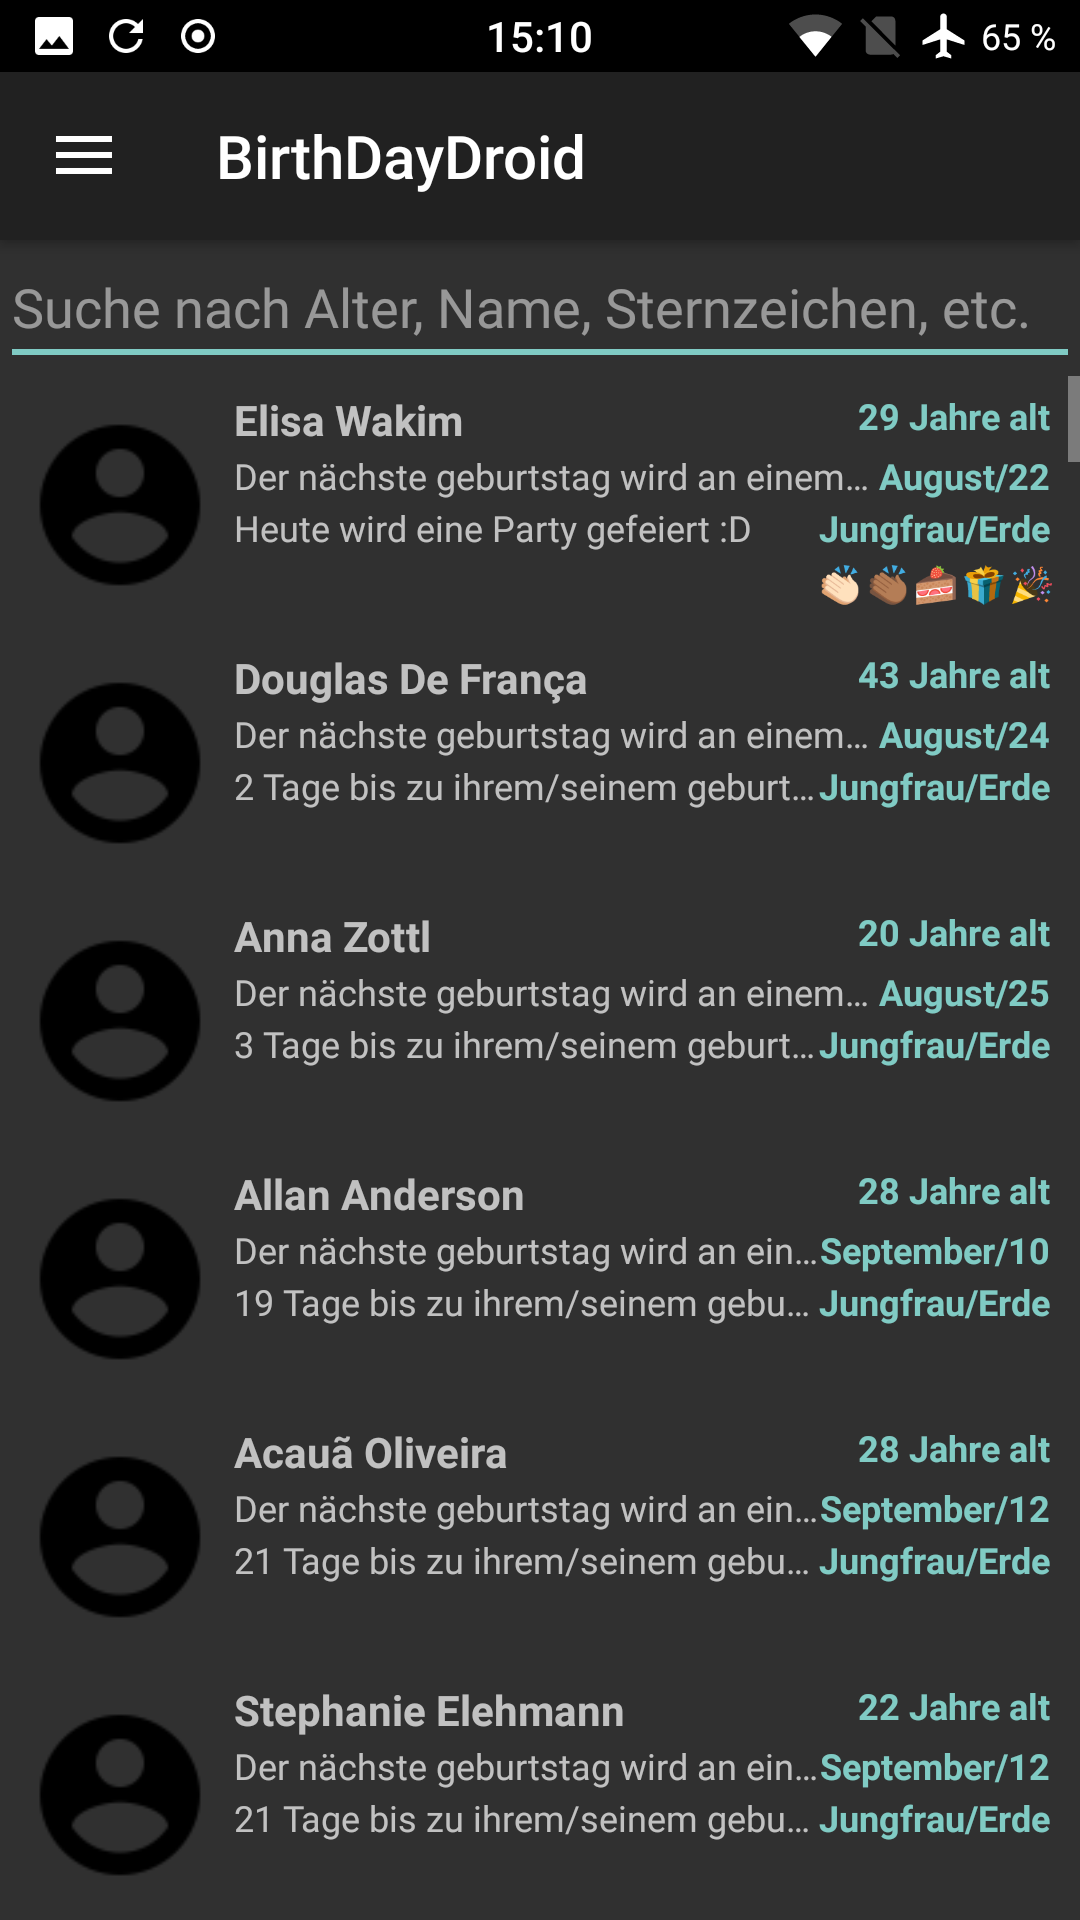 15:10
65 %
BirthDayDroid
Suche nach Alter, Name, Sternzeichen, etc.
Elisa Wakim
29 Jahre alt
Der nächste geburtstag wird an einem…
August/22
Heute wird eine Party gefeiert :D
Jungfrau/Erde
👏🏻👏🏾🍰🎁🎉
Douglas De França
43 Jahre alt
Der nächste geburtstag wird an einem…
August/24
2 Tage bis zu ihrem/seinem geburt…
Jungfrau/Erde
Anna Zottl
20 Jahre alt
Der nächste geburtstag wird an einem…
August/25
3 Tage bis zu ihrem/seinem geburt…
Jungfrau/Erde
Allan Anderson
28 Jahre alt
Der nächste geburtstag wird an ein…
September/10
19 Tage bis zu ihrem/seinem gebu…
Jungfrau/Erde
Acauã Oliveira
28 Jahre alt
Der nächste geburtstag wird an ein…
September/12
21 Tage bis zu ihrem/seinem gebu…
Jungfrau/Erde
Stephanie Elehmann
22 Jahre alt
Der nächste geburtstag wird an ein…
September/12
21 Tage bis zu ihrem/seinem gebu…
Jungfrau/Erde